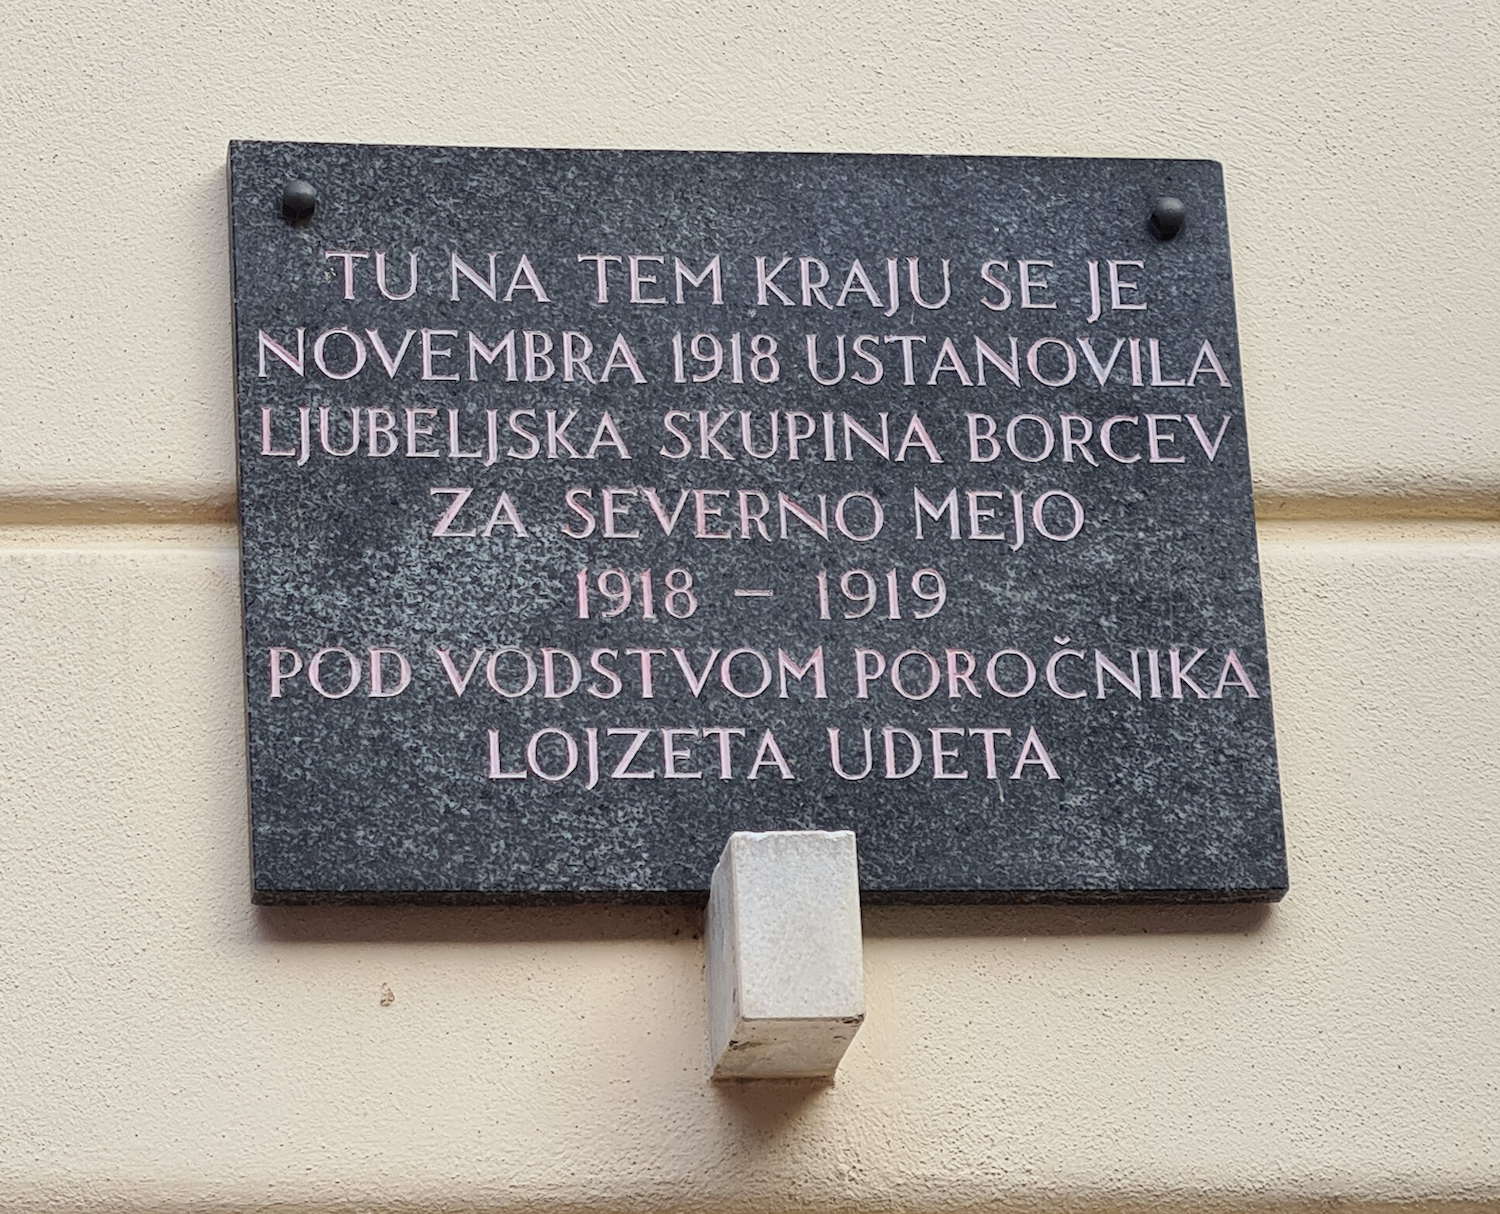 TU NA TEM KRAJU SE JE
NOVEMBRA 1918 USTANOVILA
LJUBELJSKA SKUPINA BORCEV
ZA SEVERNO MEJO
1918 – 1919
POD VODSTVOM POROČNIKA
LOJZETA UDETA